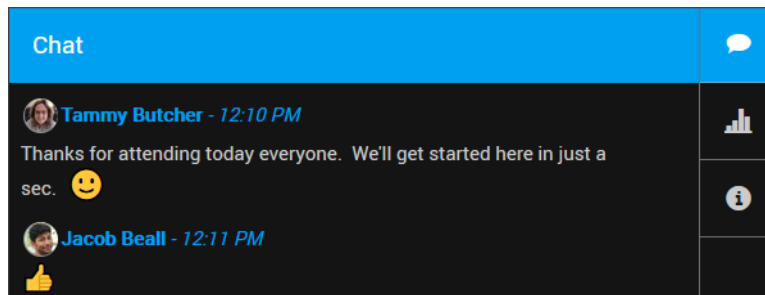 Chat
Tammy Butcher - 12:10 PM
Thanks for attending today everyone.  We'll get started here in just a
sec. 🙂
Jacob Beall - 12:11 PM
👍